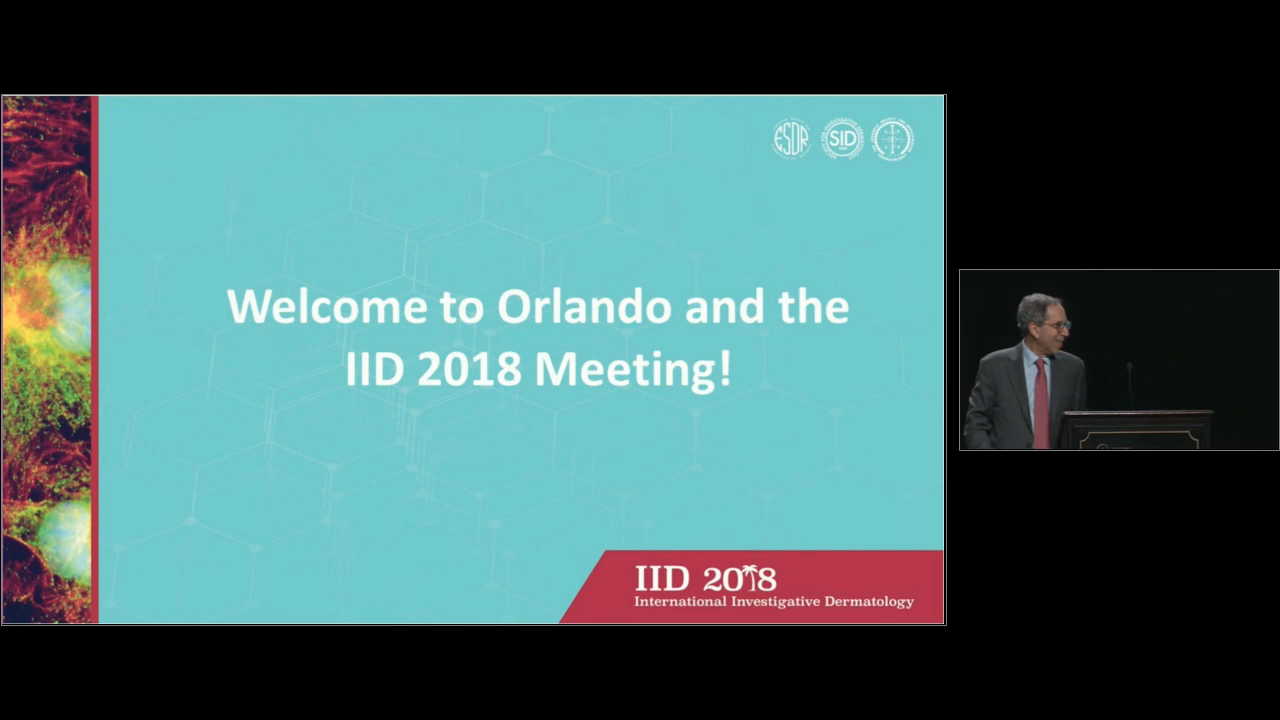 ESDR
SID
Welcome to Orlando and the
IID 2018 Meeting!
IID 2018
International Investigative Dermatology